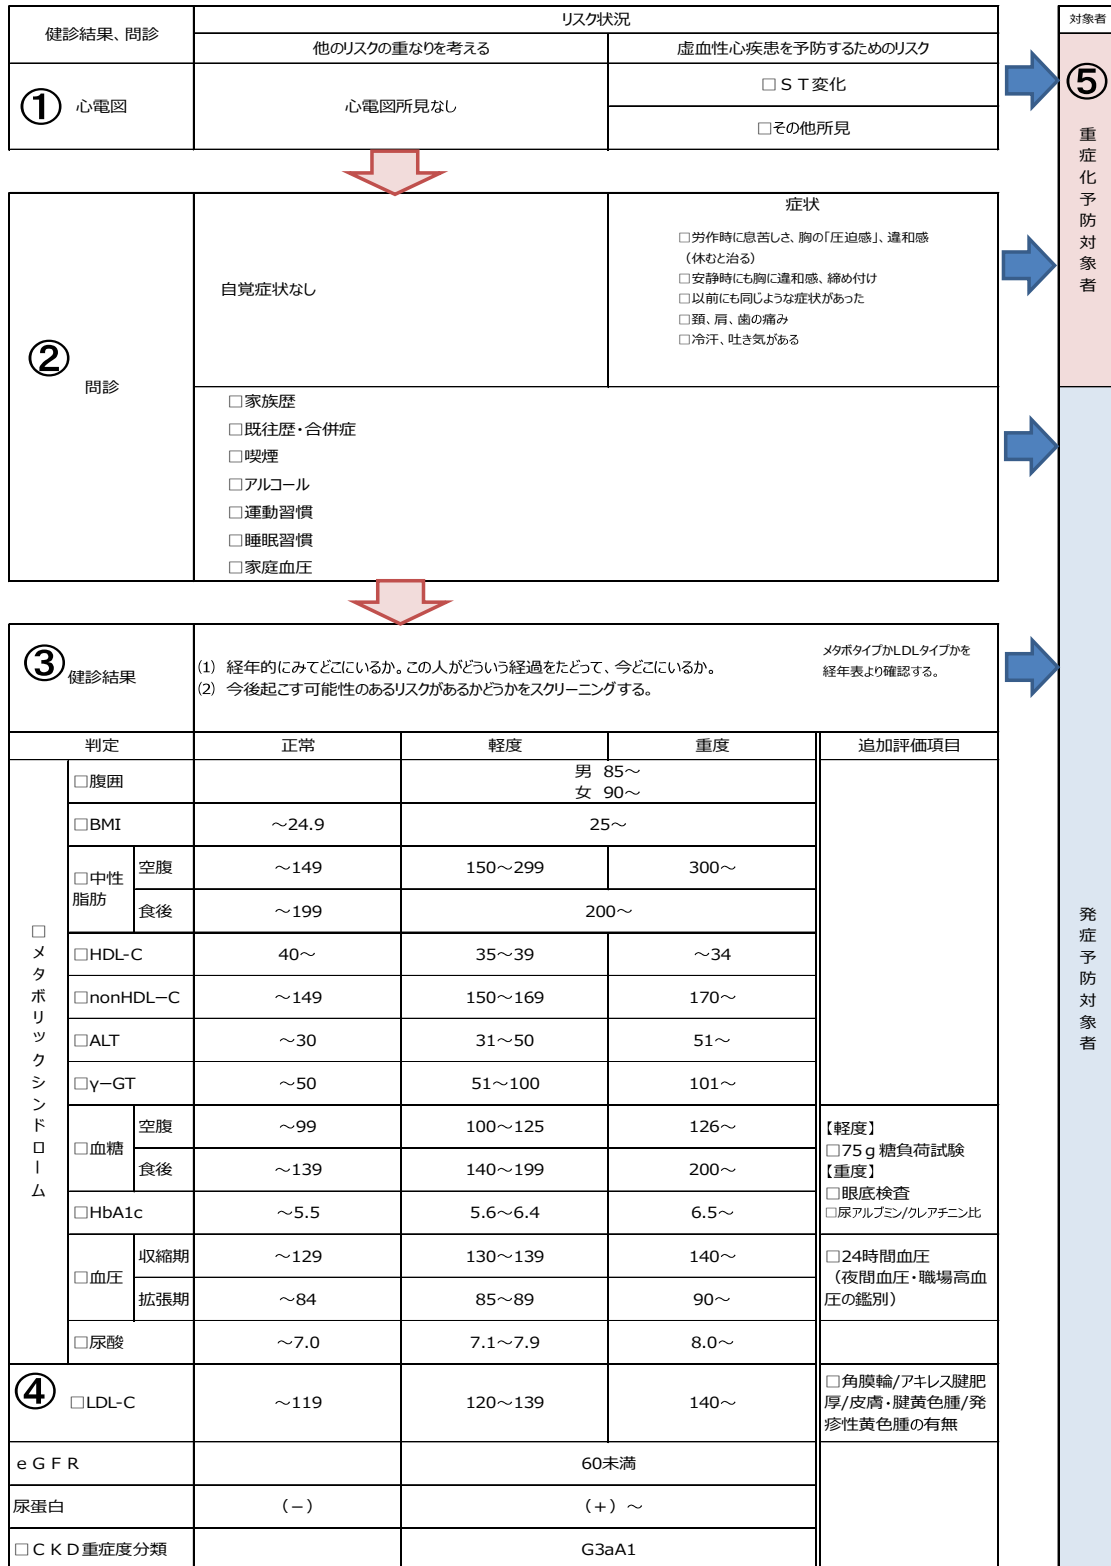 健診結果、問診
リスク状況
対象者
他のリスクの重なりを考える
虚血性心疾患を予防するためのリスク
① 心電図
心電図所見なし
□ＳＴ変化
□その他所見
⑤
重症化予防対象者
② 問診
自覚症状なし
症状
□労作時に息苦しさ、胸の「圧迫感」、違和感
（休むと治る）
□安静時にも胸に違和感、締め付け
□以前にも同じような症状があった
□頚、肩、歯の痛み
□冷汗、吐き気がある
□家族歴
□既往歴・合併症
□喫煙
□アルコール
□運動習慣
□睡眠習慣
□家庭血圧
③ 健診結果
(1) 経年的にみてどこにいるか。この人がどういう経過をたどって、今どこにいるか。
(2) 今後起こす可能性のあるリスクがあるかどうかをスクリーニングする。
メタボタイプかLDLタイプかを
経年表より確認する。
判定 正常 軽度 重度 追加評価項目
□メタボリックシンドローム
□腹囲
男 85～
女 90～
□BMI ～24.9 25～
□中性
脂肪
空腹 ～149 150～299 300～
食後 ～199 200～
□HDL-C 40～ 35～39 ～34
□nonHDL－C ～149 150～169 170～
□ALT ～30 31～50 51～
□γ－GT ～50 51～100 101～
□血糖
空腹 ～99 100～125 126～
食後 ～139 140～199 200～
□HbA1c ～5.5 5.6～6.4 6.5～
【軽度】
□75ｇ糖負荷試験
【重度】
□眼底検査
□尿アルブミン/クレアチニン比
□血圧
収縮期 ～129 130～139 140～
拡張期 ～84 85～89 90～
□24時間血圧
（夜間血圧・職場高血
圧の鑑別）
□尿酸 ～7.0 7.1～7.9 8.0～
④ □LDL-C ～119 120～139 140～
□角膜輪/アキレス腱肥
厚/皮膚・腱黄色腫/発
疹性黄色腫の有無
ｅＧＦＲ 60未満
尿蛋白 （－） （＋）～
□ＣＫＤ重症度分類 G3aA1
発症予防対象者